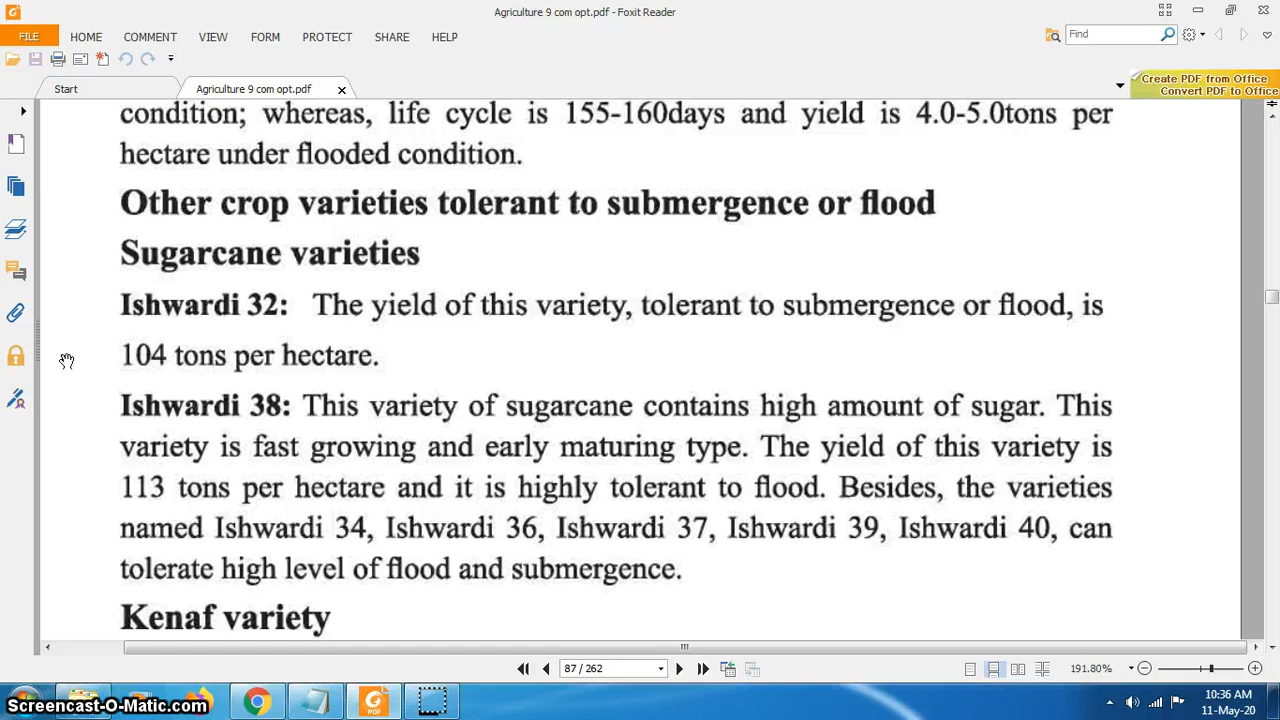 Agriculture 9 com opt.pdf - Foxit Reader
FILE HOME COMMENT VIEW FORM PROTECT SHARE HELP
Find
Start Agriculture 9 com opt.pdf
Create PDF from Office
Convert PDF to Office
condition; whereas, life cycle is 155-160days and yield is 4.0-5.0tons per
hectare under flooded condition.
Other crop varieties tolerant to submergence or flood
Sugarcane varieties
Ishwardi 32: The yield of this variety, tolerant to submergence or flood, is
104 tons per hectare.
Ishwardi 38: This variety of sugarcane contains high amount of sugar. This
variety is fast growing and early maturing type. The yield of this variety is
113 tons per hectare and it is highly tolerant to flood. Besides, the varieties
named Ishwardi 34, Ishwardi 36, Ishwardi 37, Ishwardi 39, Ishwardi 40, can
tolerate high level of flood and submergence.
Kenaf variety
87 / 262
191.80%
Screencast-O-Matic.com
PDF
10:36 AM
11-May-20